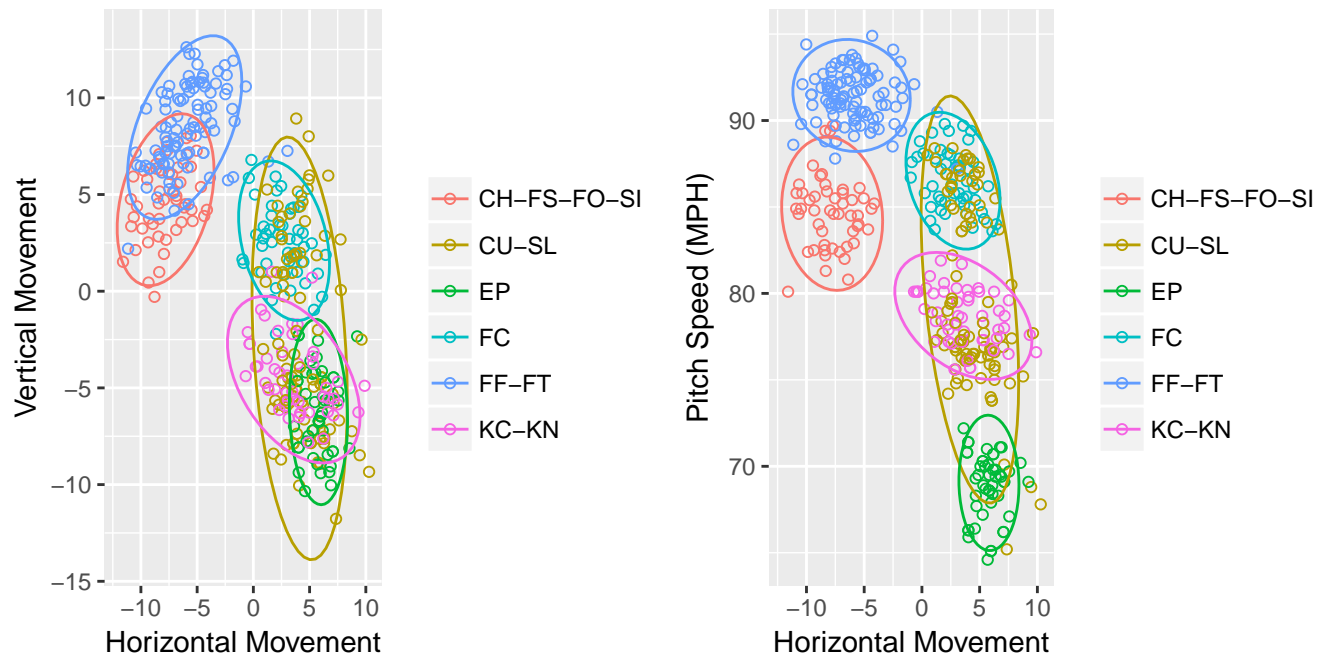 10
5
0
−5
−10
−15
−10 −5 0 5 10
Horizontal Movement
Vertical Movement
CH−FS−FO−SI
CU−SL
EP
FC
FF−FT
KC−KN
90
80
70
−10 −5 0 5 10
Horizontal Movement
Pitch Speed (MPH)
CH−FS−FO−SI
CU−SL
EP
FC
FF−FT
KC−KN